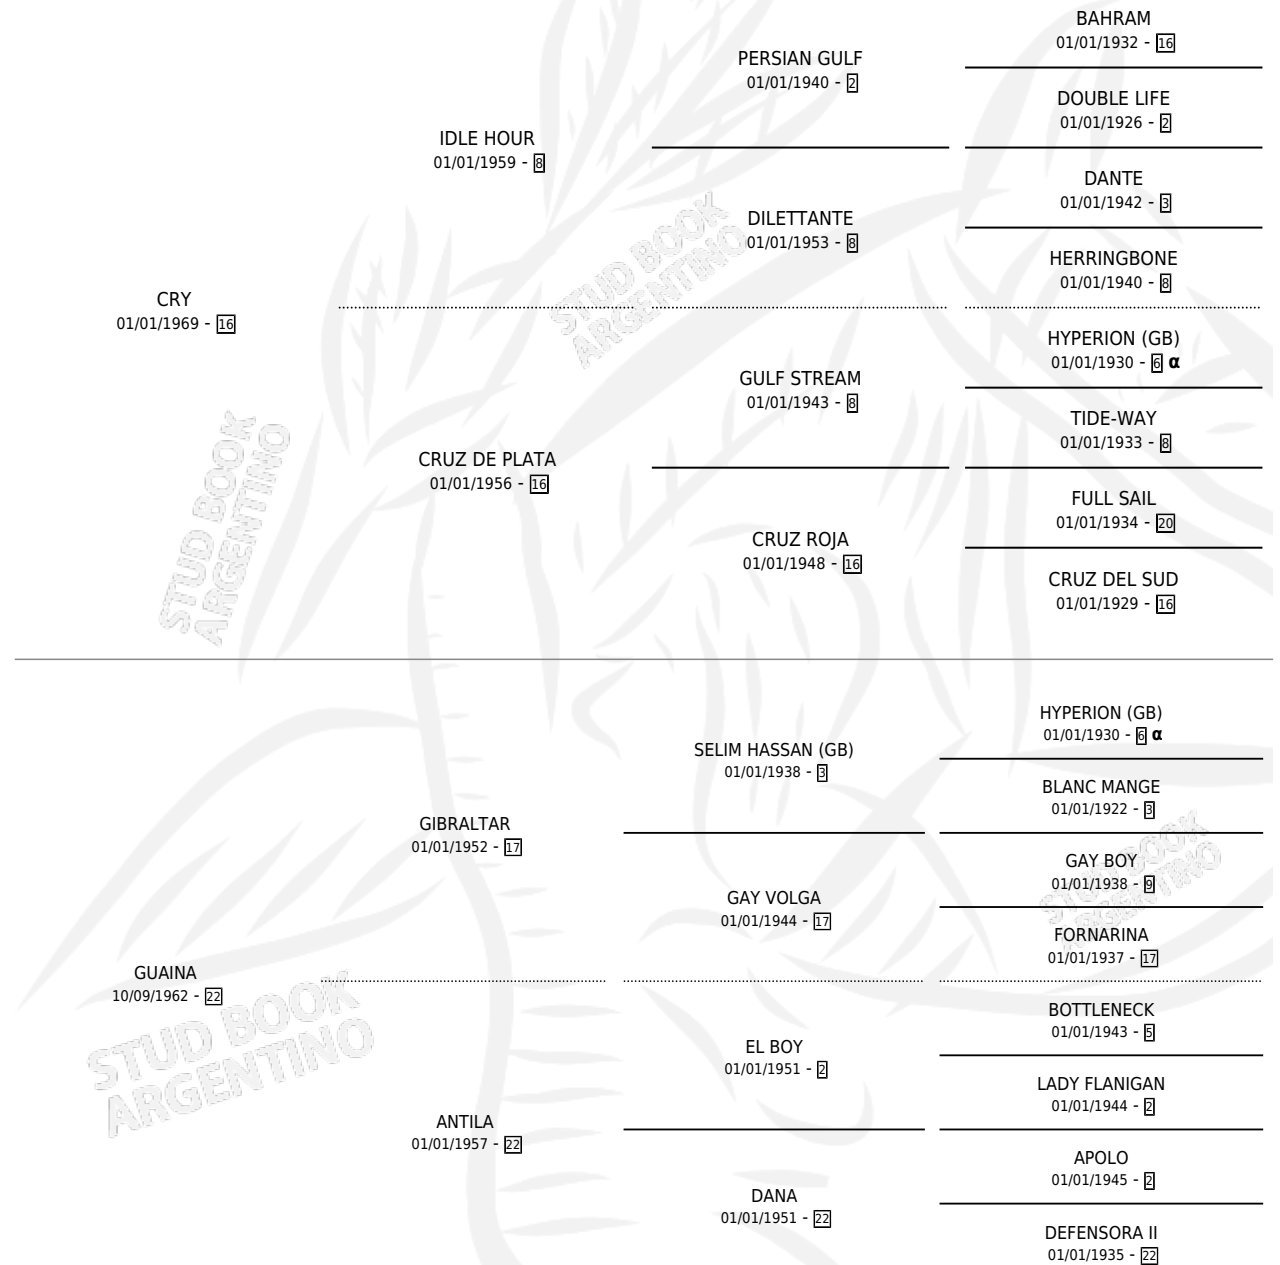 BAHRAM
01/01/1932 - 16
PERSIAN GULF
01/01/1940 - 2
DOUBLE LIFE
01/01/1926 - 2
IDLE HOUR
01/01/1959 - 8
DANTE
01/01/1942 - 3
DILETTANTE
01/01/1953 - 8
HERRINGBONE
01/01/1940 - 8
STUD BOOK
ARGENTINO
CRY
01/01/1969 - 16
HYPERION (GB)
01/01/1930 - 6 α
GULF STREAM
01/01/1943 - 8
TIDE-WAY
01/01/1933 - 8
CRUZ DE PLATA
01/01/1956 - 16
FULL SAIL
01/01/1934 - 20
CRUZ ROJA
01/01/1948 - 16
CRUZ DEL SUD
01/01/1929 - 16
STUD BOOK
ARGENTINO
HYPERION (GB)
01/01/1930 - 6 α
SELIM HASSAN (GB)
01/01/1938 - 3
BLANC MANGE
01/01/1922 - 3
GIBRALTAR
01/01/1952 - 17
GAY BOY
01/01/1938 - 9
GAY VOLGA
01/01/1944 - 17
FORNARINA
01/01/1937 - 17
STUD BOOK
ARGENTINO
GUAINA
10/09/1962 - 22
BOTTLENECK
01/01/1943 - 5
EL BOY
01/01/1951 - 2
LADY FLANIGAN
01/01/1944 - 2
STUD BOOK
ARGENTINO
ANTILA
01/01/1957 - 22
APOLO
01/01/1945 - 2
DANA
01/01/1951 - 22
DEFENSORA II
01/01/1935 - 22